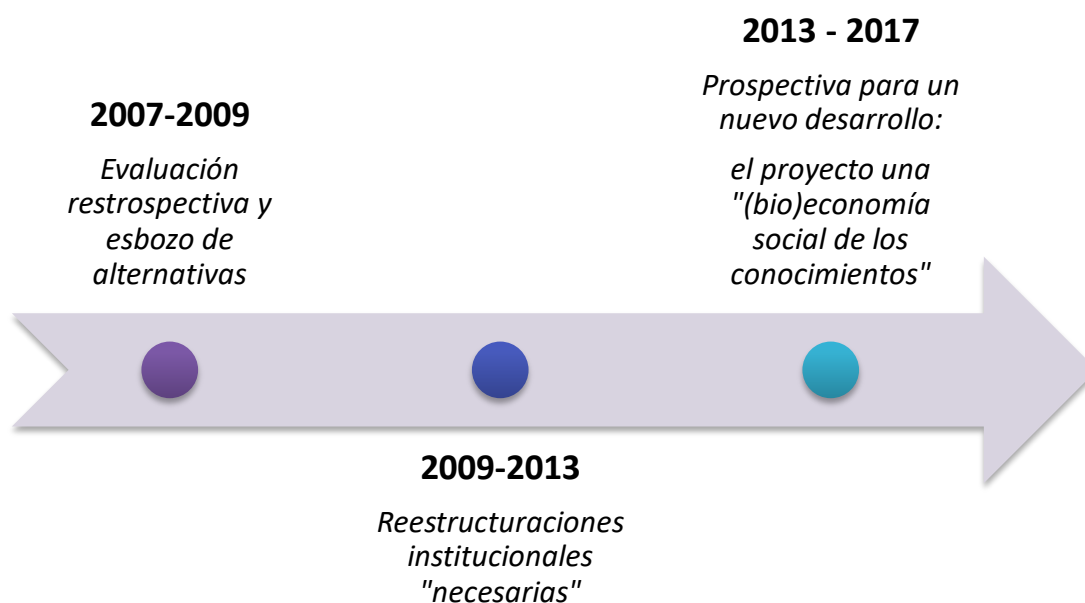 2007-2009
Evaluación
restrospectiva y
esbozo de
alternativas
2009-2013
Reestructuraciones
institucionales
"necesarias"
2013 - 2017
Prospectiva para un
nuevo desarrollo:
el proyecto una
"(bio)economía
social de los
conocimientos"